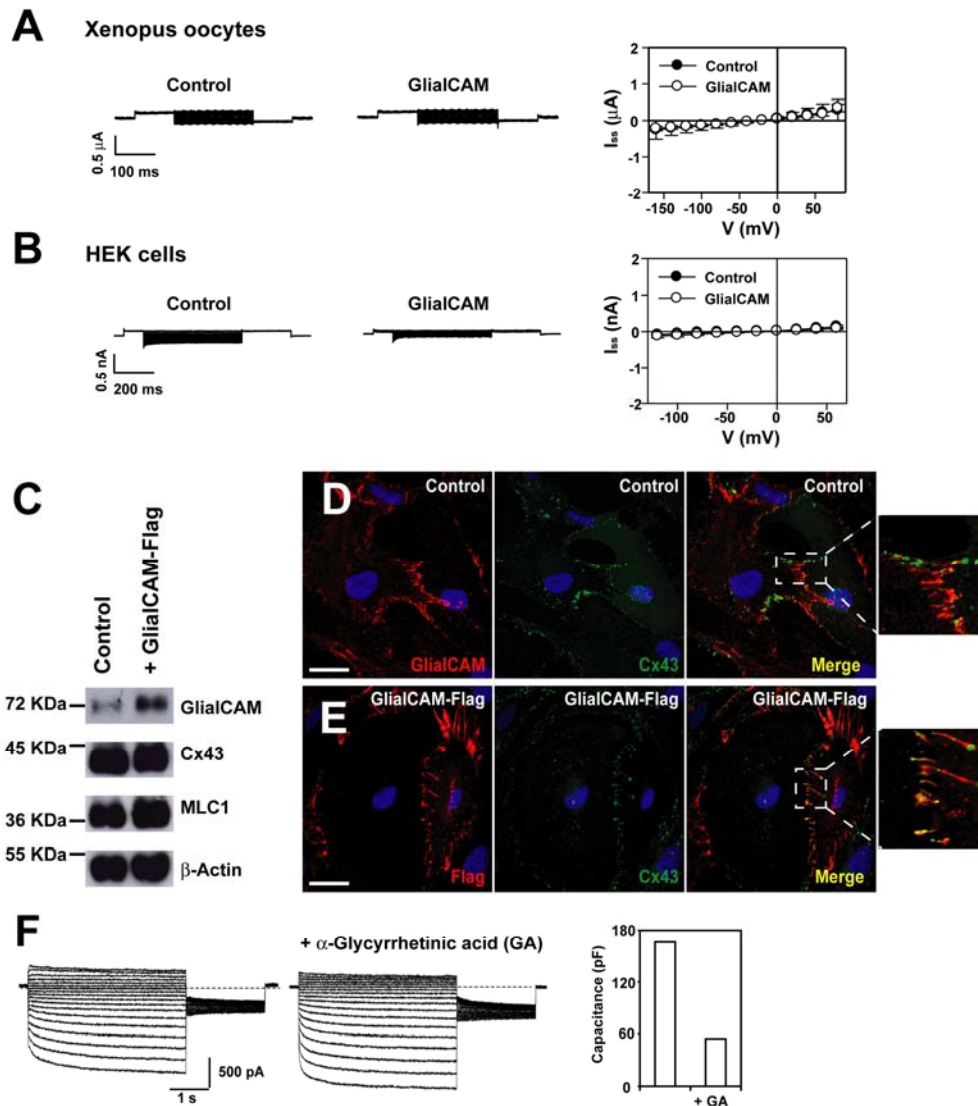 A
Xenopus oocytes
Control
GlialCAM
0.5 μA
100 ms
Control
GlialCAM
Iss (μA)
2
1
0
-1
-2
-150
-100
-50
0
50
V (mV)
B
HEK cells
Control
GlialCAM
0.5 nA
200 ms
Control
GlialCAM
Iss (nA)
2
1
0
-1
-2
-100
-50
0
50
V (mV)
C
Control
+ GlialCAM-Flag
72 KDa
GlialCAM
45 KDa
Cx43
36 KDa
MLC1
55 KDa
β-Actin
D
Control
Control
Control
GlialCAM
Cx43
Merge
E
GlialCAM-Flag
GlialCAM-Flag
GlialCAM-Flag
Flag
Cx43
Merge
F
+ α-Glycyrrhetinic acid (GA)
500 pA
1 s
Capacitance (pF)
180
120
60
0
+ GA